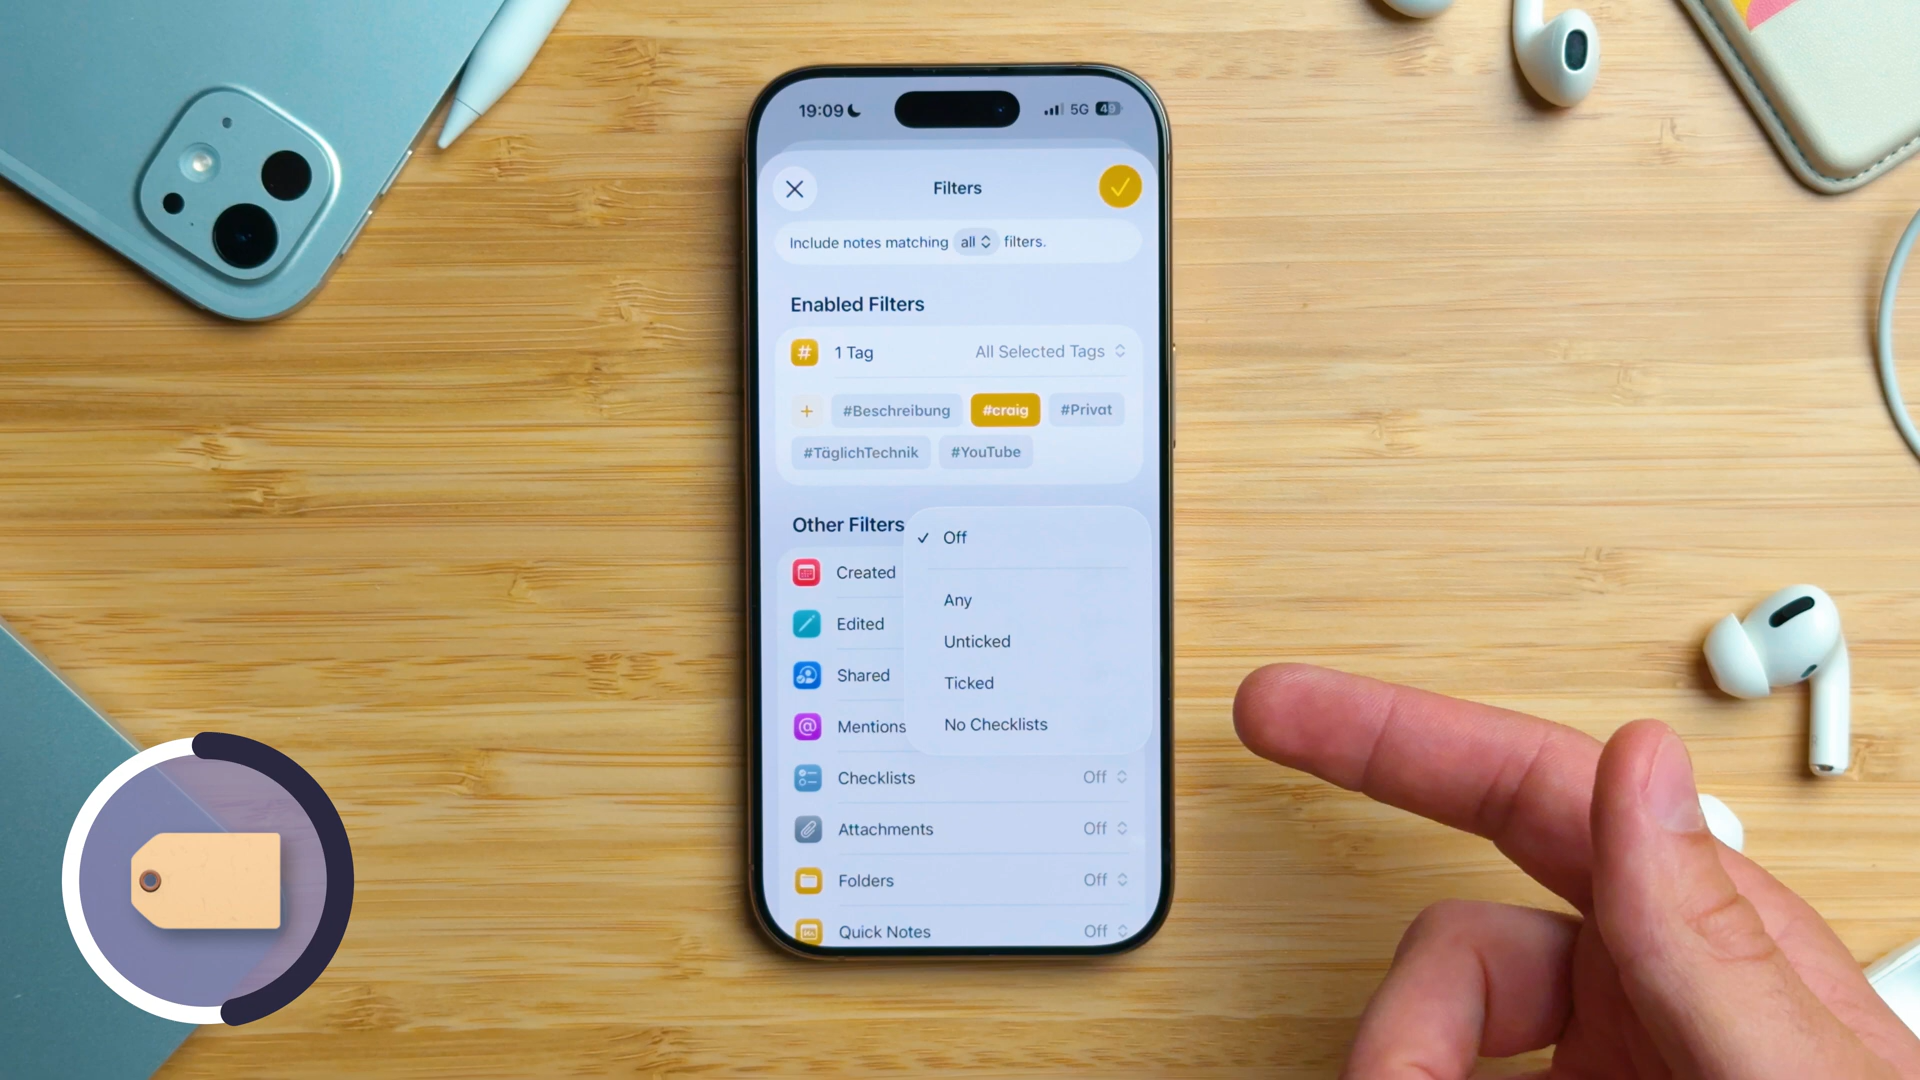 19:09 5G 49
Filters
Include notes matching all filters.
Enabled Filters
# 1 Tag All Selected Tags
+ #Beschreibung #craig #Privat
#TäglichTechnik #YouTube
Other Filters
✓ Off
Any
Unticked
Ticked
No Checklists
Created
Edited
Shared
@ Mentions
Checklists Off
Attachments Off
Folders Off
Quick Notes Off